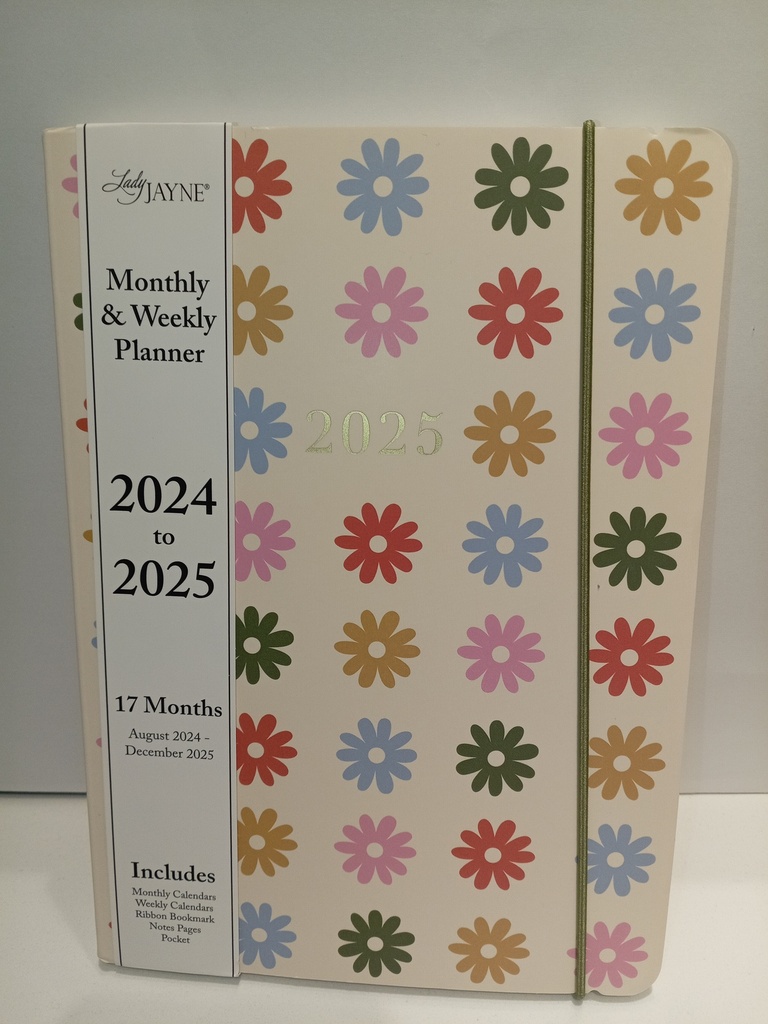 Lady JAYNE®
Monthly
& Weekly
Planner
2024
to
2025
17 Months
August 2024 -
December 2025
Includes
Monthly Calendars
Weekly Calendars
Ribbon Bookmark
Notes Pages
Pocket
2025